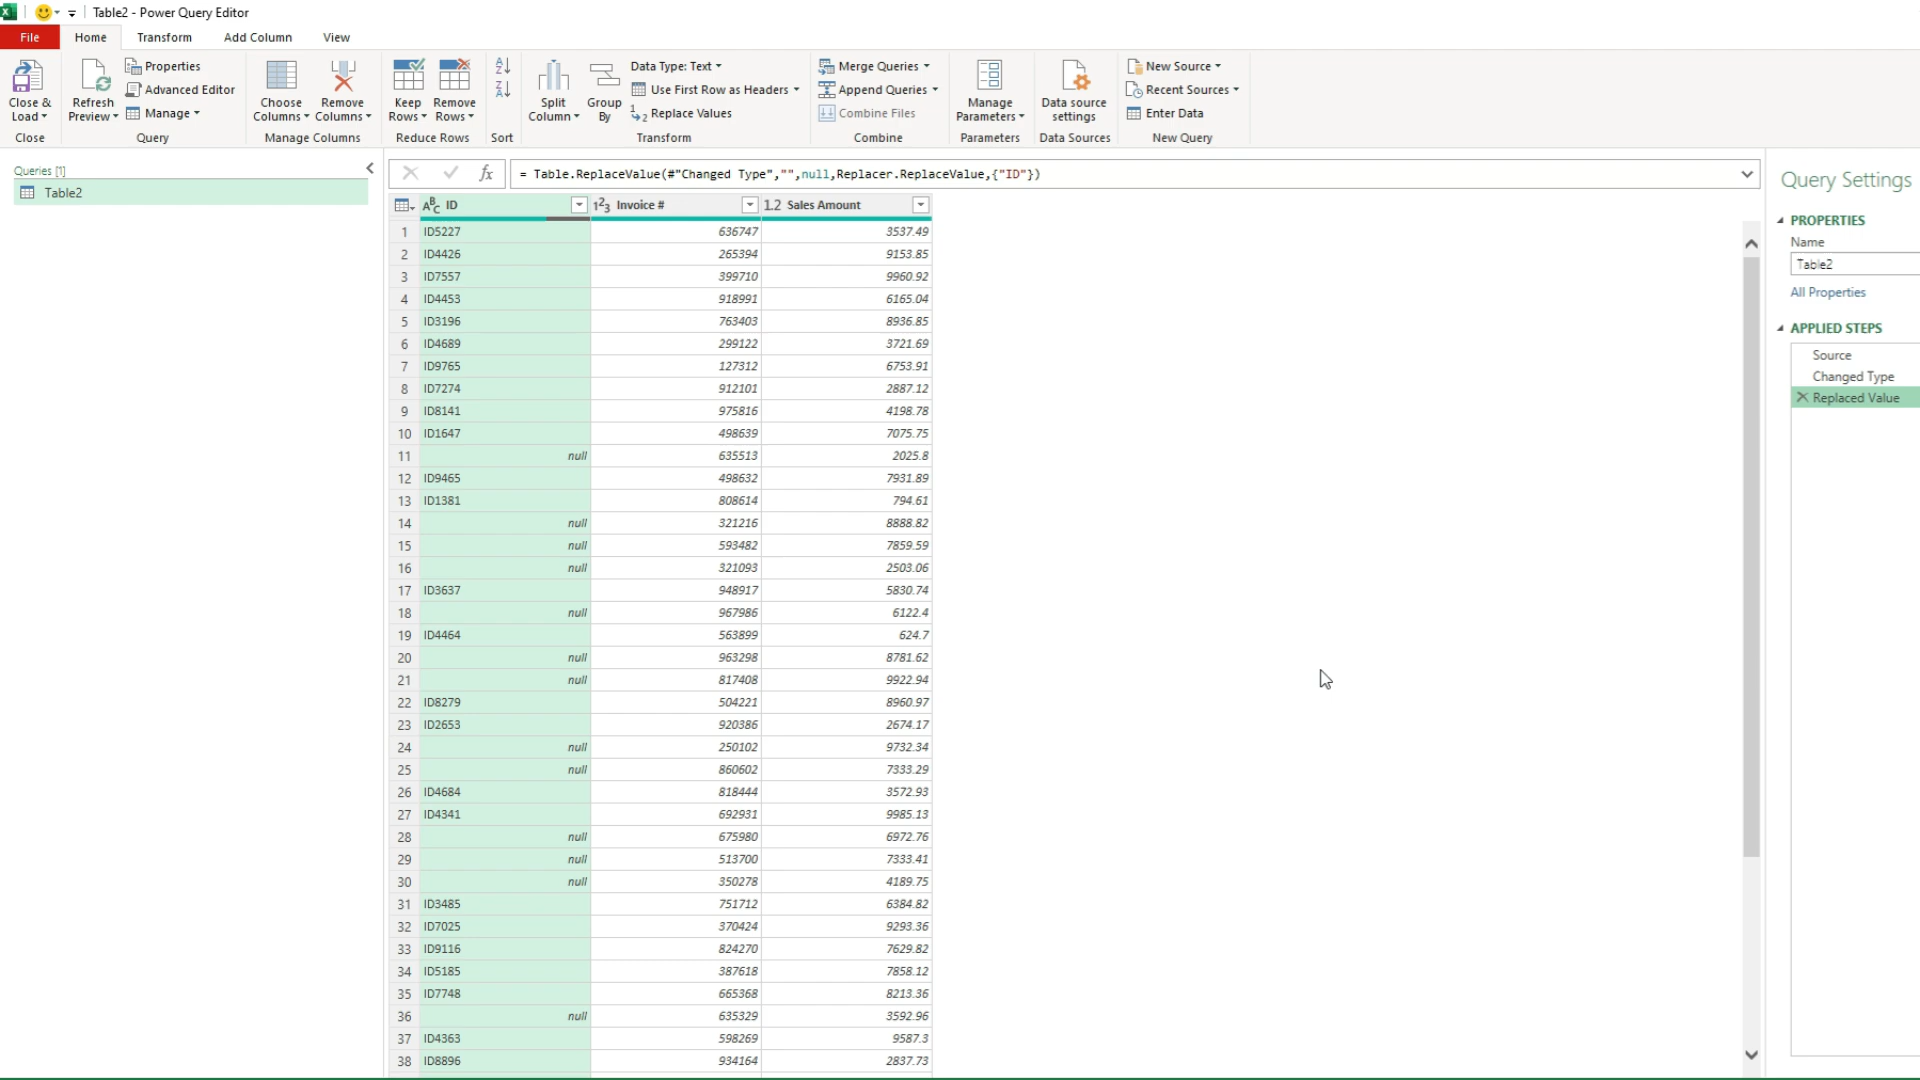 Table2 - Power Query Editor
File Home Transform Add Column View
Close & Load
Close
Refresh Preview
Properties
Advanced Editor
Manage
Query
Choose Columns
Remove Columns
Manage Columns
Keep Rows
Remove Rows
Reduce Rows
Sort
Split Column
Group By
Data Type: Text
Use First Row as Headers
Replace Values
Transform
Merge Queries
Append Queries
Combine Files
Combine
Manage Parameters
Parameters
Data source settings
Data Sources
New Source
Recent Sources
Enter Data
New Query
Queries [1]
Table2
fx = Table.ReplaceValue(#"Changed Type","",null,Replacer.ReplaceValue,{"ID"})
ABC ID 123 Invoice # 1.2 Sales Amount
1 ID5227 636747 3537.49
2 ID4426 265394 9153.85
3 ID7557 399710 9960.92
4 ID4453 918991 6165.04
5 ID3196 763403 8936.85
6 ID4689 299122 3721.69
7 ID9765 127312 6753.91
8 ID7274 912101 2887.12
9 ID8141 975816 4198.78
10 ID1647 498639 7075.75
11 null 635513 2025.8
12 ID9465 498632 7931.89
13 ID1381 808614 794.61
14 null 321216 8888.82
15 null 593482 7859.59
16 null 321093 2503.06
17 ID3637 948917 5830.74
18 null 967986 6122.4
19 ID4464 563899 624.7
20 null 963298 8781.62
21 null 817408 9922.94
22 ID8279 504221 8960.97
23 ID2653 920386 2674.17
24 null 250102 9732.34
25 null 860602 7333.29
26 ID4684 818444 3572.93
27 ID4341 692931 9985.13
28 null 675980 6972.76
29 null 513700 7333.41
30 null 350278 4189.75
31 ID3485 751712 6384.82
32 ID7025 370424 9293.36
33 ID9116 824270 7629.82
34 ID5185 387618 7858.12
35 ID7748 665368 8213.36
36 null 635329 3592.96
37 ID4363 598269 9587.3
38 ID8896 934164 2837.73
Query Settings
PROPERTIES
Name
Table2
All Properties
APPLIED STEPS
Source
Changed Type
Replaced Value